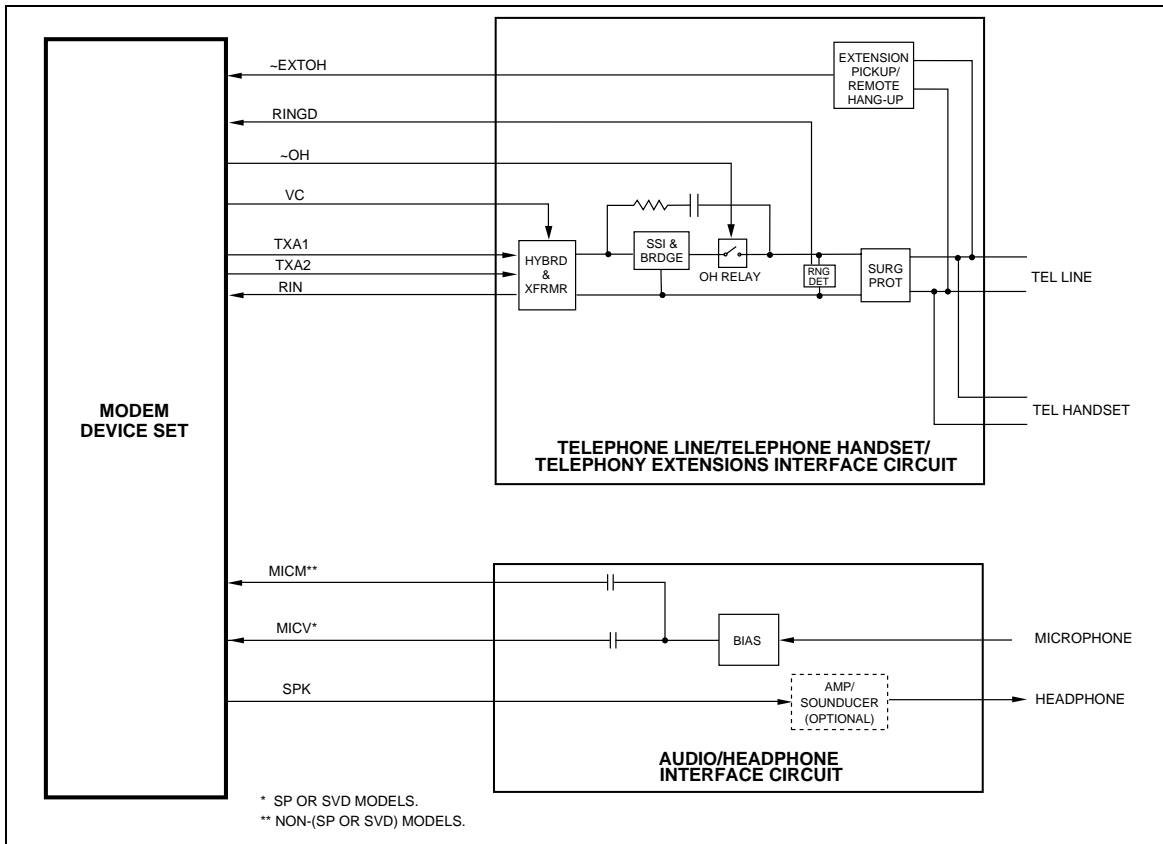 ~EXTOH
RINGD
~OH
VC
TXA1
TXA2
RIN
MODEM
DEVICE SET
EXTENSION
PICKUP/
REMOTE
HANG-UP
HYBRD
&
XFRMR
SSI &
BRDGE
OH RELAY
RNG
DET
SURG
PROT
TEL LINE
TEL HANDSET
TELEPHONE LINE/TELEPHONE HANDSET/
TELEPHONY EXTENSIONS INTERFACE CIRCUIT
MICM**
MICV*
SPK
BIAS
MICROPHONE
AMP/
SOUNDUCER
(OPTIONAL)
HEADPHONE
AUDIO/HEADPHONE
INTERFACE CIRCUIT
* SP OR SVD MODELS.
** NON-(SP OR SVD) MODELS.